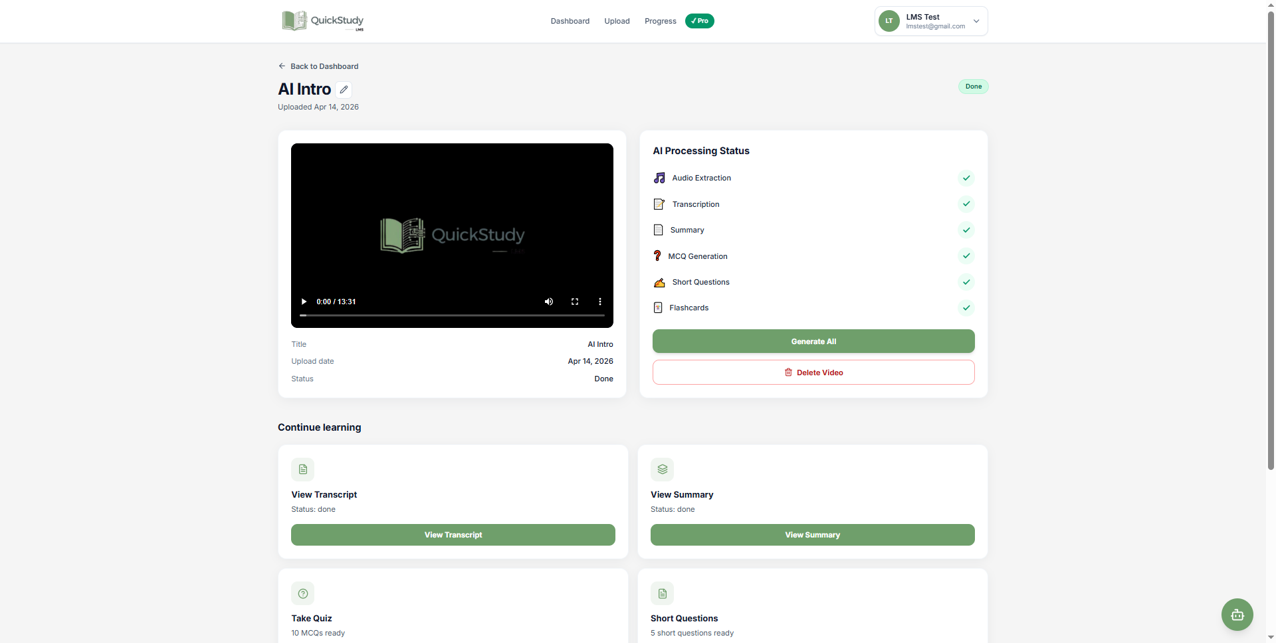 QuickStudy
LMS
Dashboard
Upload
Progress
✓ Pro
LT
LMS Test
lmstest@gmail.com
← Back to Dashboard
AI Intro
Done
Uploaded Apr 14, 2026
QuickStudy
0:00 / 13:31
Title
AI Intro
Upload date
Apr 14, 2026
Status
Done
AI Processing Status
Audio Extraction
Transcription
Summary
MCQ Generation
Short Questions
Flashcards
Generate All
Delete Video
Continue learning
View Transcript
Status: done
View Transcript
View Summary
Status: done
View Summary
Take Quiz
10 MCQs ready
Short Questions
5 short questions ready